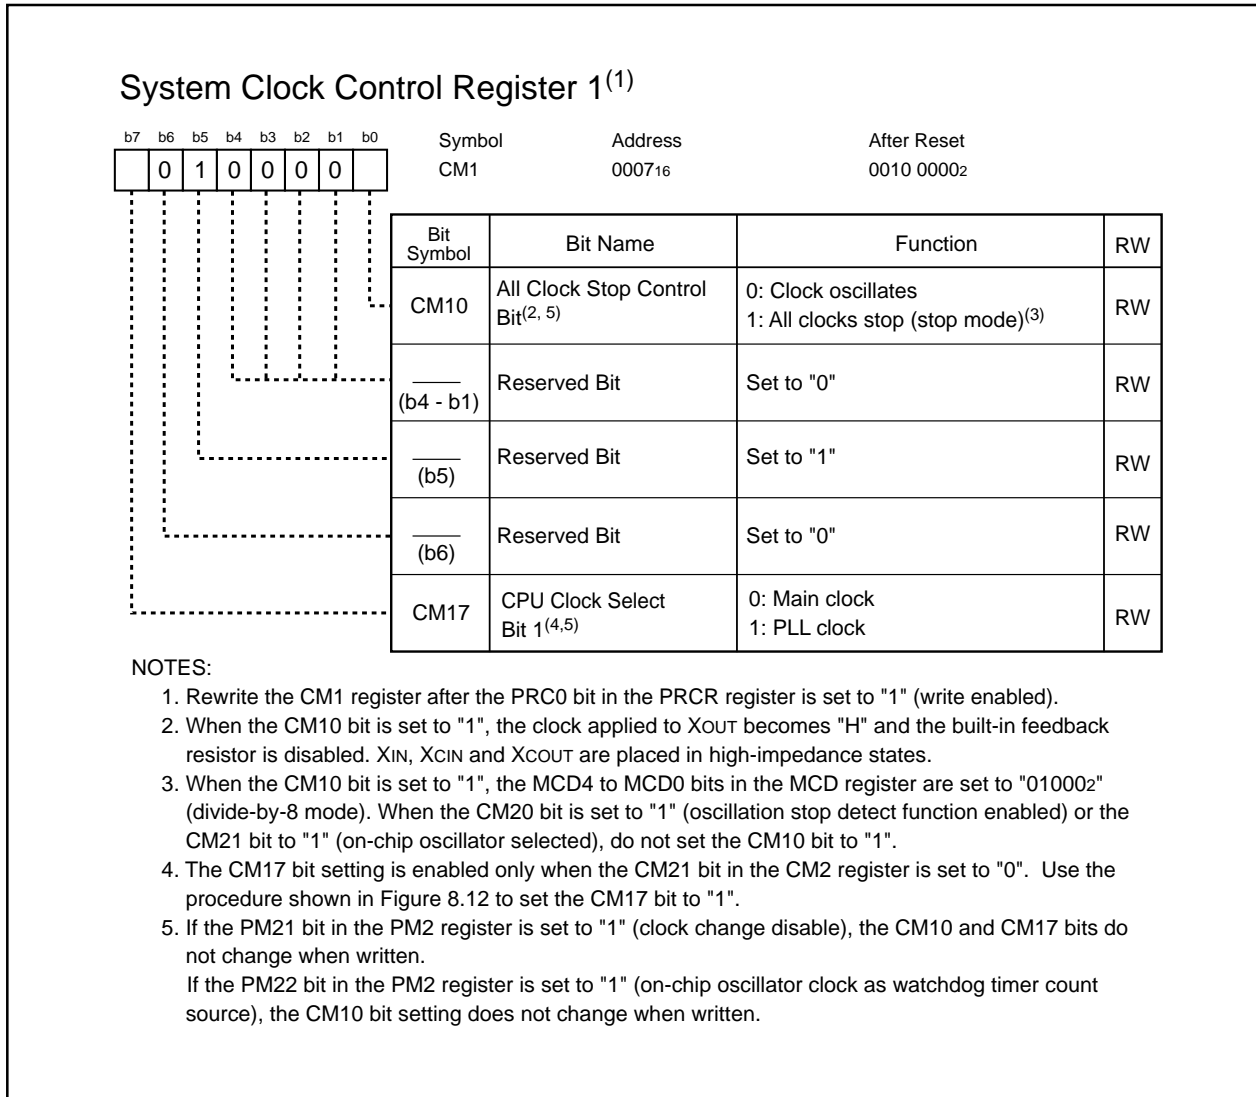 System Clock Control Register 1(1)
b7 b6 b5 b4 b3 b2 b1 b0
Symbol Address After Reset
0 1 0 0 0 0
CM1 000716 0010 00002
Bit Symbol Bit Name Function RW
CM10
All Clock Stop Control
Bit(2, 5)
0: Clock oscillates
1: All clocks stop (stop mode)(3)
RW
(b4 - b1)
Reserved Bit
Set to "0"
RW
(b5)
Reserved Bit
Set to "1"
RW
(b6)
Reserved Bit
Set to "0"
RW
CM17
CPU Clock Select
Bit 1(4,5)
0: Main clock
1: PLL clock
RW
NOTES:
1. Rewrite the CM1 register after the PRC0 bit in the PRCR register is set to "1" (write enabled).
2. When the CM10 bit is set to "1", the clock applied to XOUT becomes "H" and the built-in feedback
resistor is disabled. XIN, XCIN and XCOUT are placed in high-impedance states.
3. When the CM10 bit is set to "1", the MCD4 to MCD0 bits in the MCD register are set to "010002"
(divide-by-8 mode). When the CM20 bit is set to "1" (oscillation stop detect function enabled) or the
CM21 bit to "1" (on-chip oscillator selected), do not set the CM10 bit to "1".
4. The CM17 bit setting is enabled only when the CM21 bit in the CM2 register is set to "0". Use the
procedure shown in Figure 8.12 to set the CM17 bit to "1".
5. If the PM21 bit in the PM2 register is set to "1" (clock change disable), the CM10 and CM17 bits do
not change when written.
If the PM22 bit in the PM2 register is set to "1" (on-chip oscillator clock as watchdog timer count
source), the CM10 bit setting does not change when written.